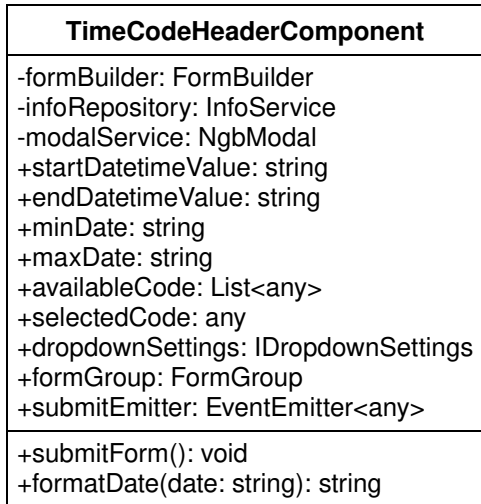 TimeCodeHeaderComponent
-formBuilder: FormBuilder
-infoRepository: InfoService
-modalService: NgbModal
+startDatetimeValue: string
+endDatetimeValue: string
+minDate: string
+maxDate: string
+availableCode: List<any>
+selectedCode: any
+dropdownSettings: IDropdownSettings
+formGroup: FormGroup
+submitEmitter: EventEmitter<any>
+submitForm(): void
+formatDate(date: string): string